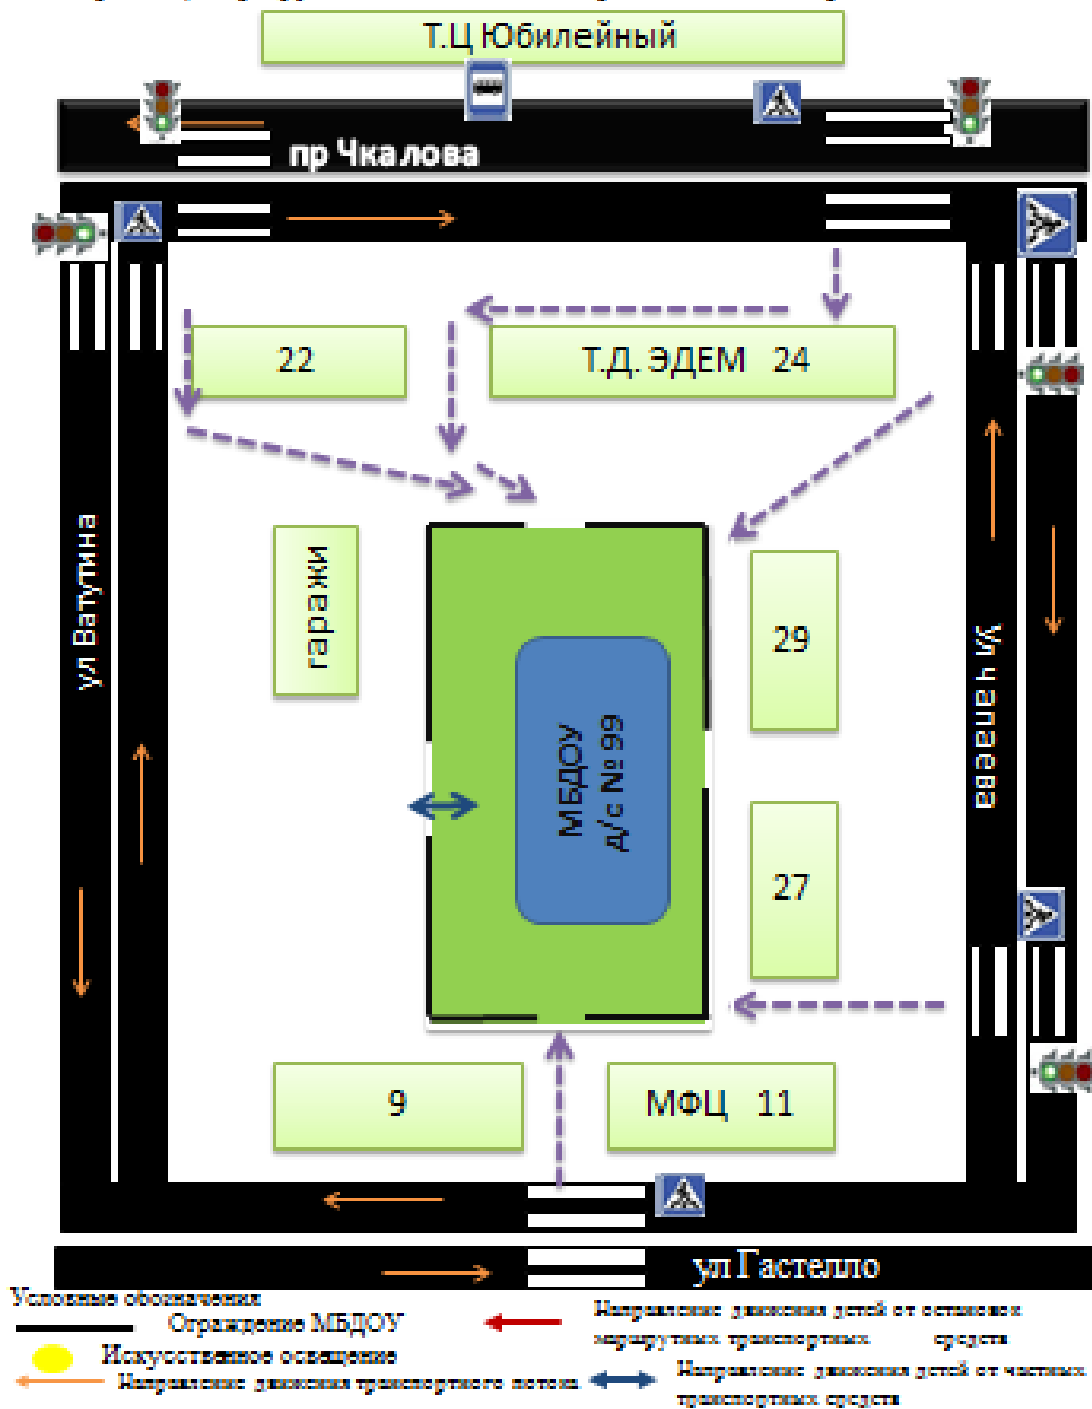 Т.Ц Юбилейный
пр Чкалова
22
Т.Д. ЭДЕМ 24
ул Ватутина
гаражи
29
ул чапаева
МБДОУ
д/с № 99
27
9
МФЦ 11
ул Гастелло
Условные обозначения
Ограждение МБДОУ
Направление движения детей от остановок
маршрутных транспортных средств
Искусственное освещение
Направление движения транспортного потока
Направление движения детей от частных
транспортных средств